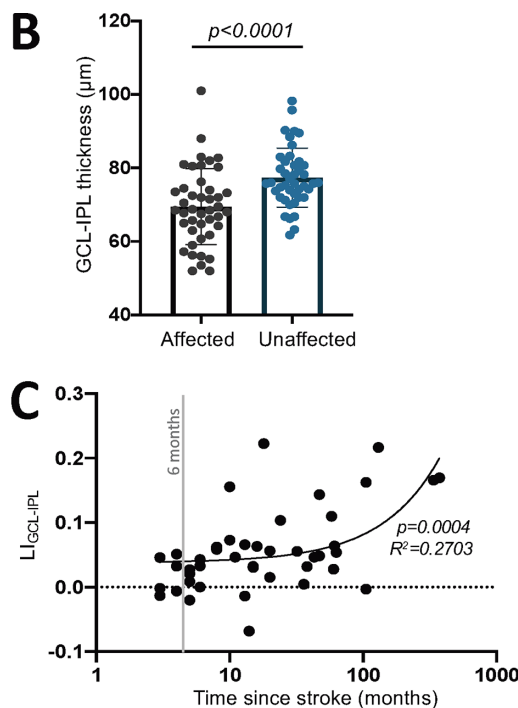 B
p<0.0001
GCL-IPL thickness (µm)
120
100
80
60
40
Affected
Unaffected
C
LIGCL-IPL
0.3
0.2
0.1
0.0
-0.1
6 months
p=0.0004
R²=0.2703
1
10
100
1000
Time since stroke (months)